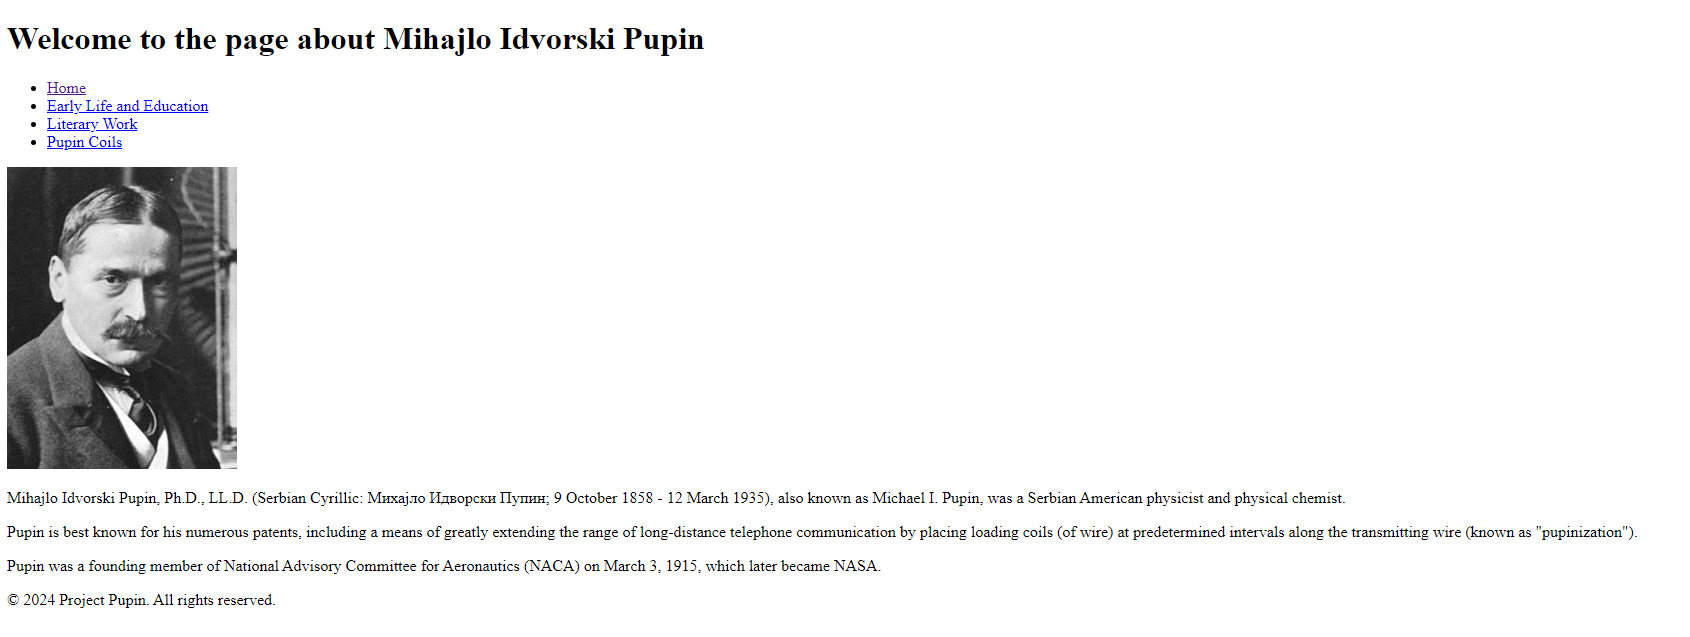 Welcome to the page about Mihajlo Idvorski Pupin
Home
Early Life and Education
Literary Work
Pupin Coils
Mihajlo Idvorski Pupin, Ph.D., LL.D. (Serbian Cyrillic: Михајло Идворски Пупин; 9 October 1858 - 12 March 1935), also known as Michael I. Pupin, was a Serbian American physicist and physical chemist.
Pupin is best known for his numerous patents, including a means of greatly extending the range of long-distance telephone communication by placing loading coils (of wire) at predetermined intervals along the transmitting wire (known as "pupinization").
Pupin was a founding member of National Advisory Committee for Aeronautics (NACA) on March 3, 1915, which later became NASA.
© 2024 Project Pupin. All rights reserved.